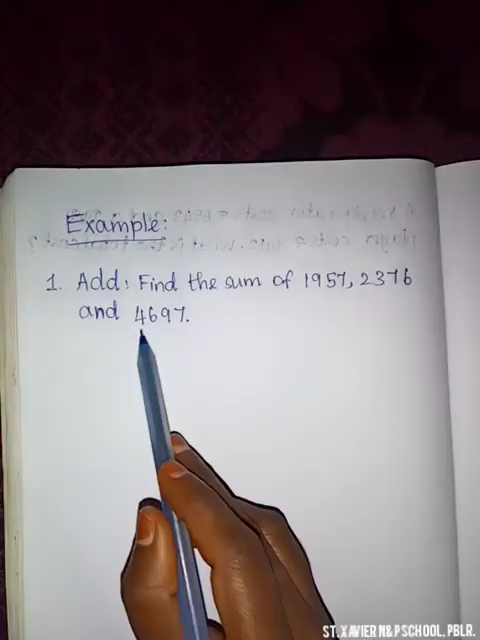 Example:
1. Add: Find the sum of 1957, 2376
and 4697.
ST. XAVIER N&P SCHOOL, PBLR.